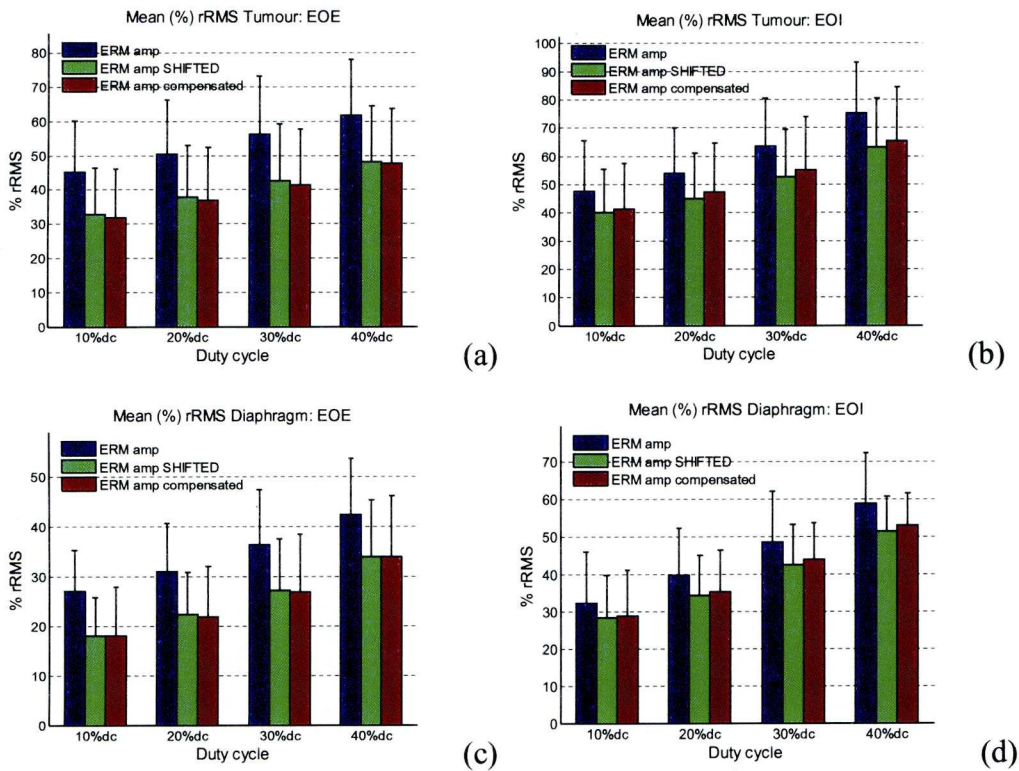 Mean (%) rRMS Tumour: EOE
80
70
60
50
40
30
20
10
0
% rRMS
ERM amp
ERM amp SHIFTED
ERM amp compensated
10%dc
20%dc
30%dc
40%dc
Duty cycle
(a)
Mean (%) rRMS Tumour: EOI
100
90
80
70
60
50
40
30
20
10
0
% rRMS
ERM amp
ERM amp SHIFTED
ERM amp compensated
10%dc
20%dc
30%dc
40%dc
Duty cycle
(b)
Mean (%) rRMS Diaphragm: EOE
50
40
30
20
10
0
% rRMS
ERM amp
ERM amp SHIFTED
ERM amp compensated
10%dc
20%dc
30%dc
40%dc
Duty cycle
(c)
Mean (%) rRMS Diaphragm: EOI
70
60
50
40
30
20
10
0
% rRMS
ERM amp
ERM amp SHIFTED
ERM amp compensated
10%dc
20%dc
30%dc
40%dc
Duty cycle
(d)